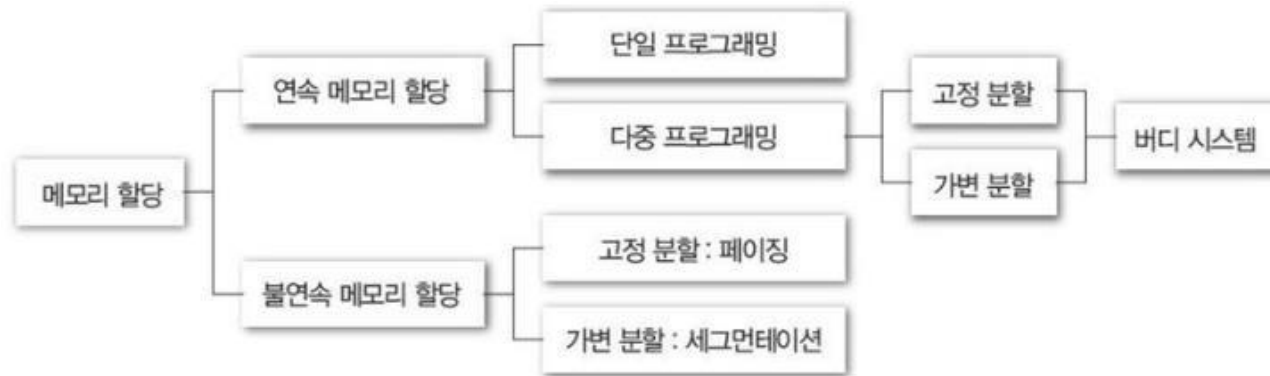 단일 프로그래밍
연속 메모리 할당
고정 분할
다중 프로그래밍
버디 시스템
가변 분할
메모리 할당
고정 분할 : 페이징
불연속 메모리 할당
가변 분할 : 세그먼테이션